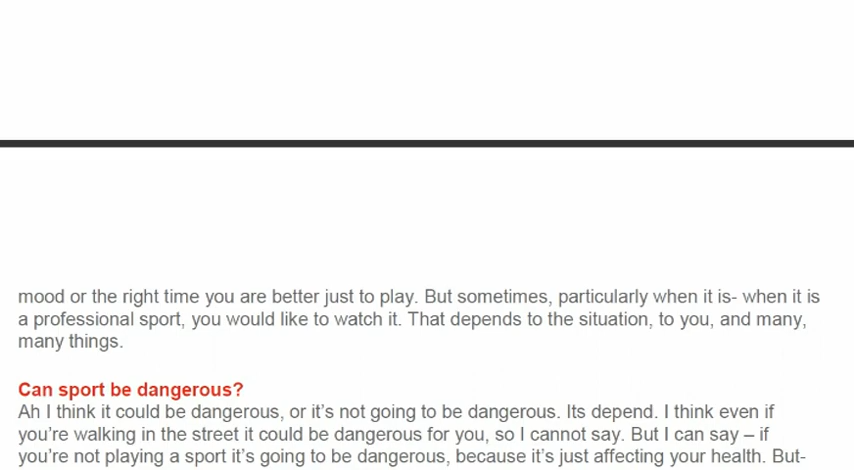 mood or the right time you are better just to play. But sometimes, particularly when it is- when it is
a professional sport, you would like to watch it. That depends to the situation, to you, and many,
many things.
Can sport be dangerous?
Ah I think it could be dangerous, or it’s not going to be dangerous. Its depend. I think even if
you’re walking in the street it could be dangerous for you, so I cannot say. But I can say – if
you’re not playing a sport it’s going to be dangerous, because it’s just affecting your health. But-